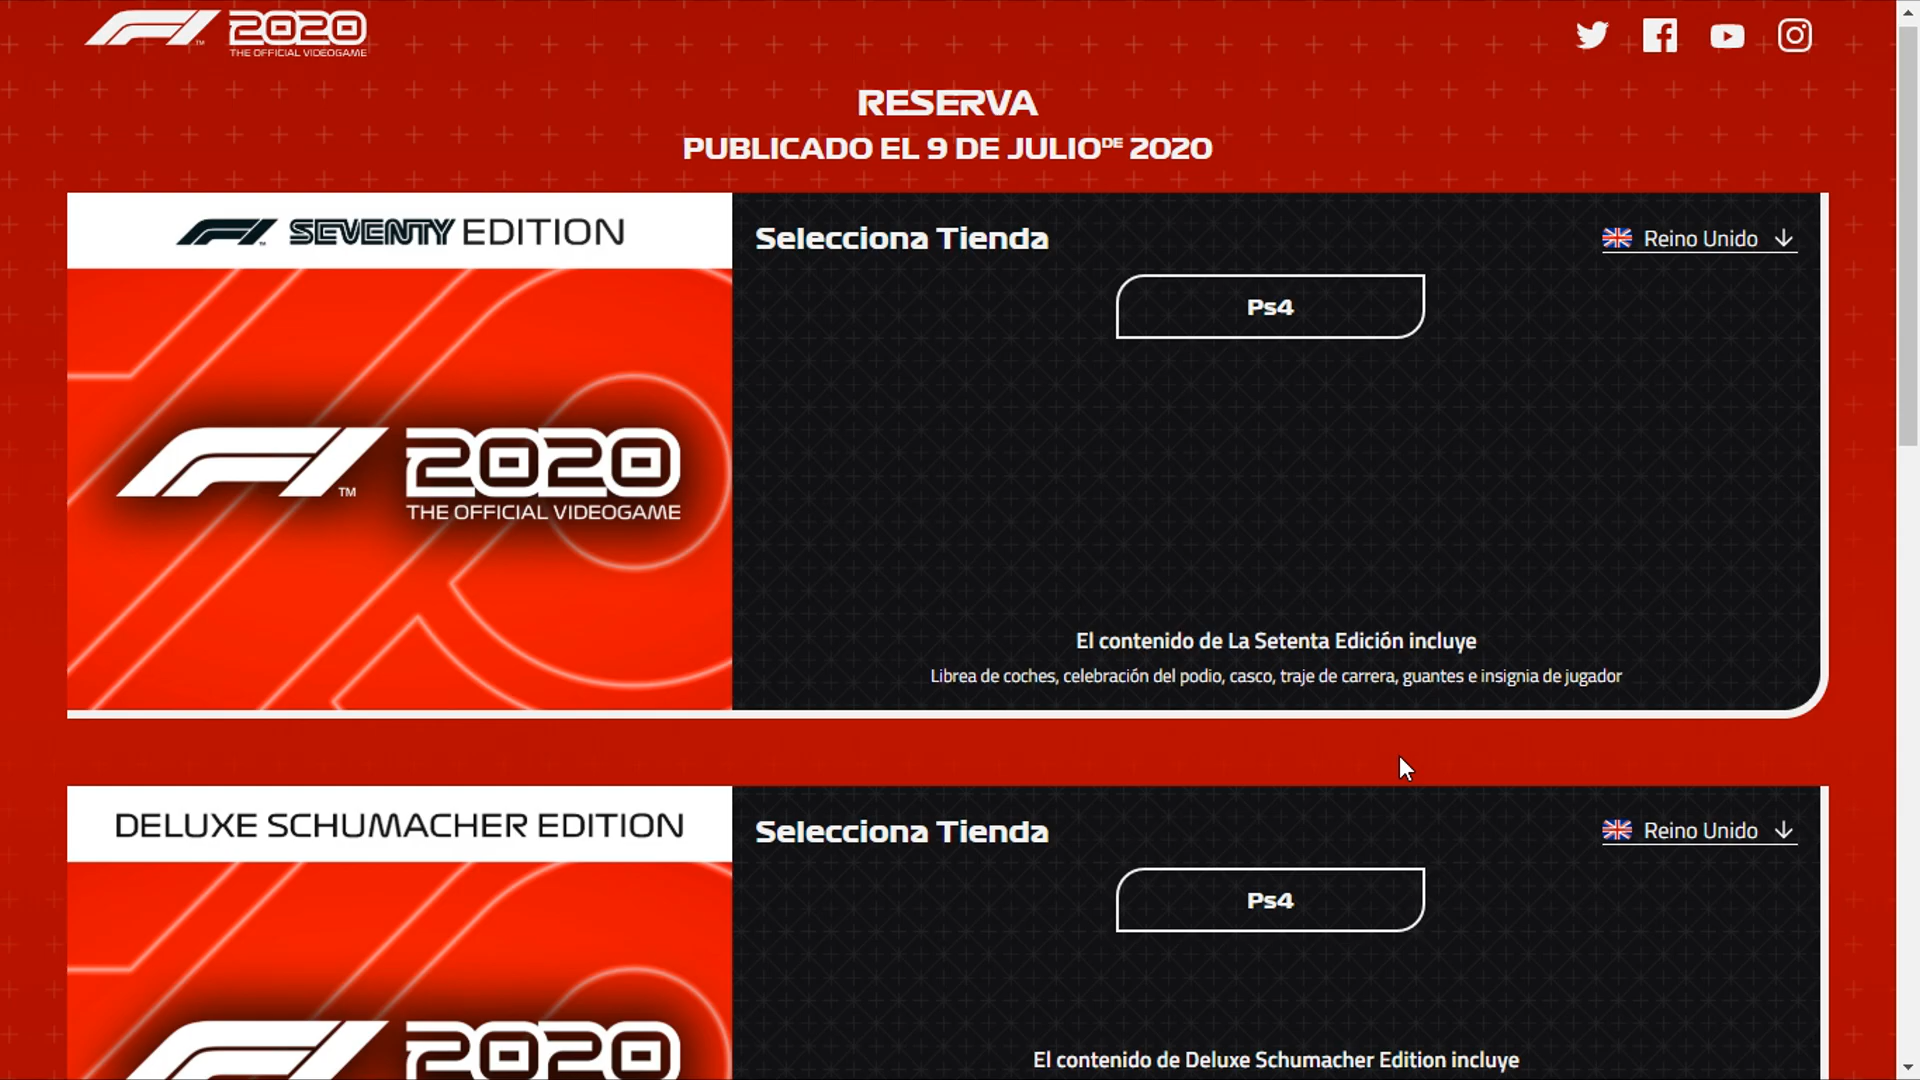 2020
THE OFFICIAL VIDEOGAME
RESERVA
PUBLICADO EL 9 DE JULIODE 2020
F1 SEVENTY EDITION
Selecciona Tienda
Reino Unido
Ps4
F1 2020
TM
THE OFFICIAL VIDEOGAME
El contenido de La Setenta Edición incluye
Librea de coches, celebración del podio, casco, traje de carrera, guantes e insignia de jugador
DELUXE SCHUMACHER EDITION
Selecciona Tienda
Reino Unido
Ps4
F1 2020
El contenido de Deluxe Schumacher Edition incluye